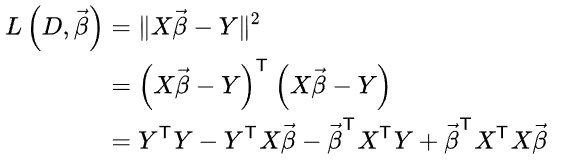 L(D, β⃗) = ‖Xβ⃗ − Y‖²
= (Xβ⃗ − Y)ᵀ (Xβ⃗ − Y)
= YᵀY − YᵀXβ⃗ − β⃗ᵀXᵀY + β⃗ᵀXᵀXβ⃗